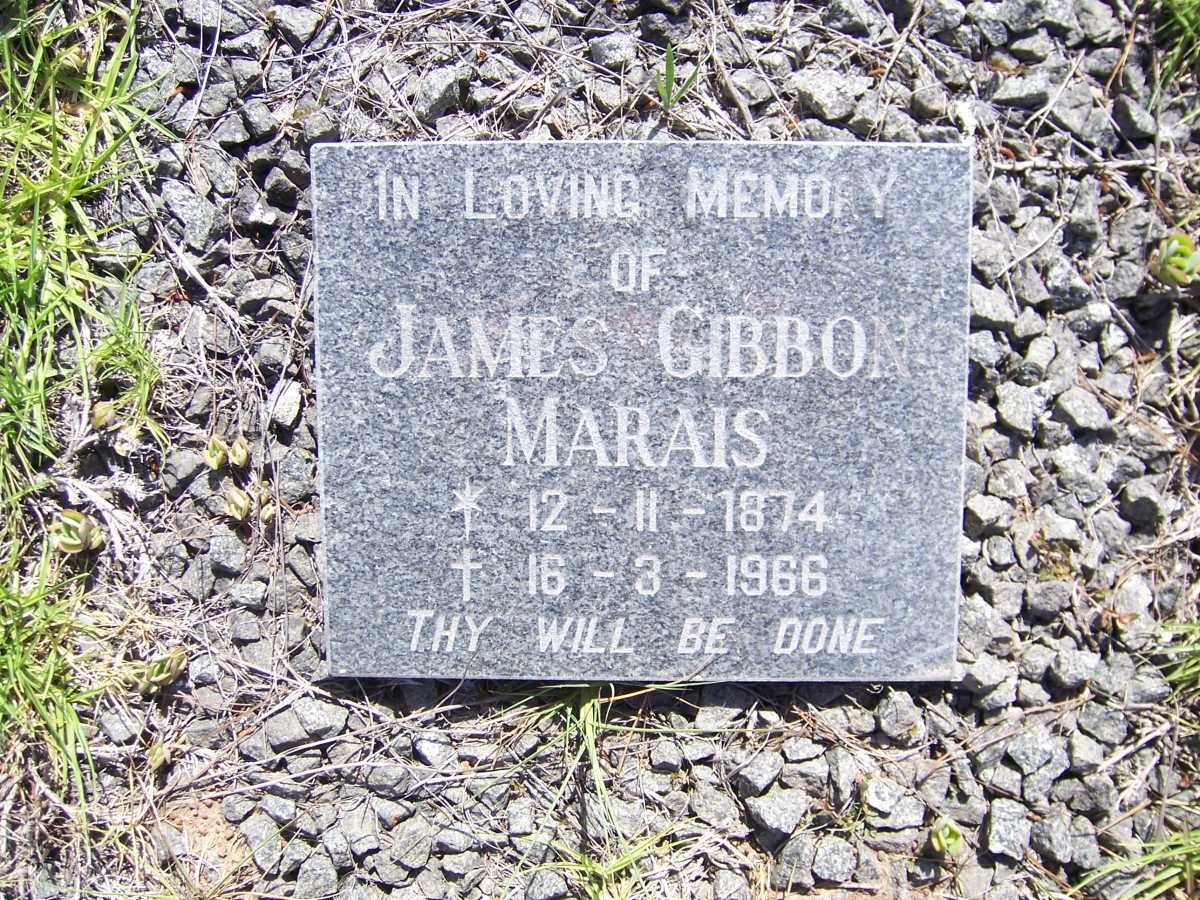 IN LOVING MEMORY
OF
JAMES GIBBON
MARAIS
* 12 - 11 - 1874
† 16 - 3 - 1966
THY WILL BE DONE